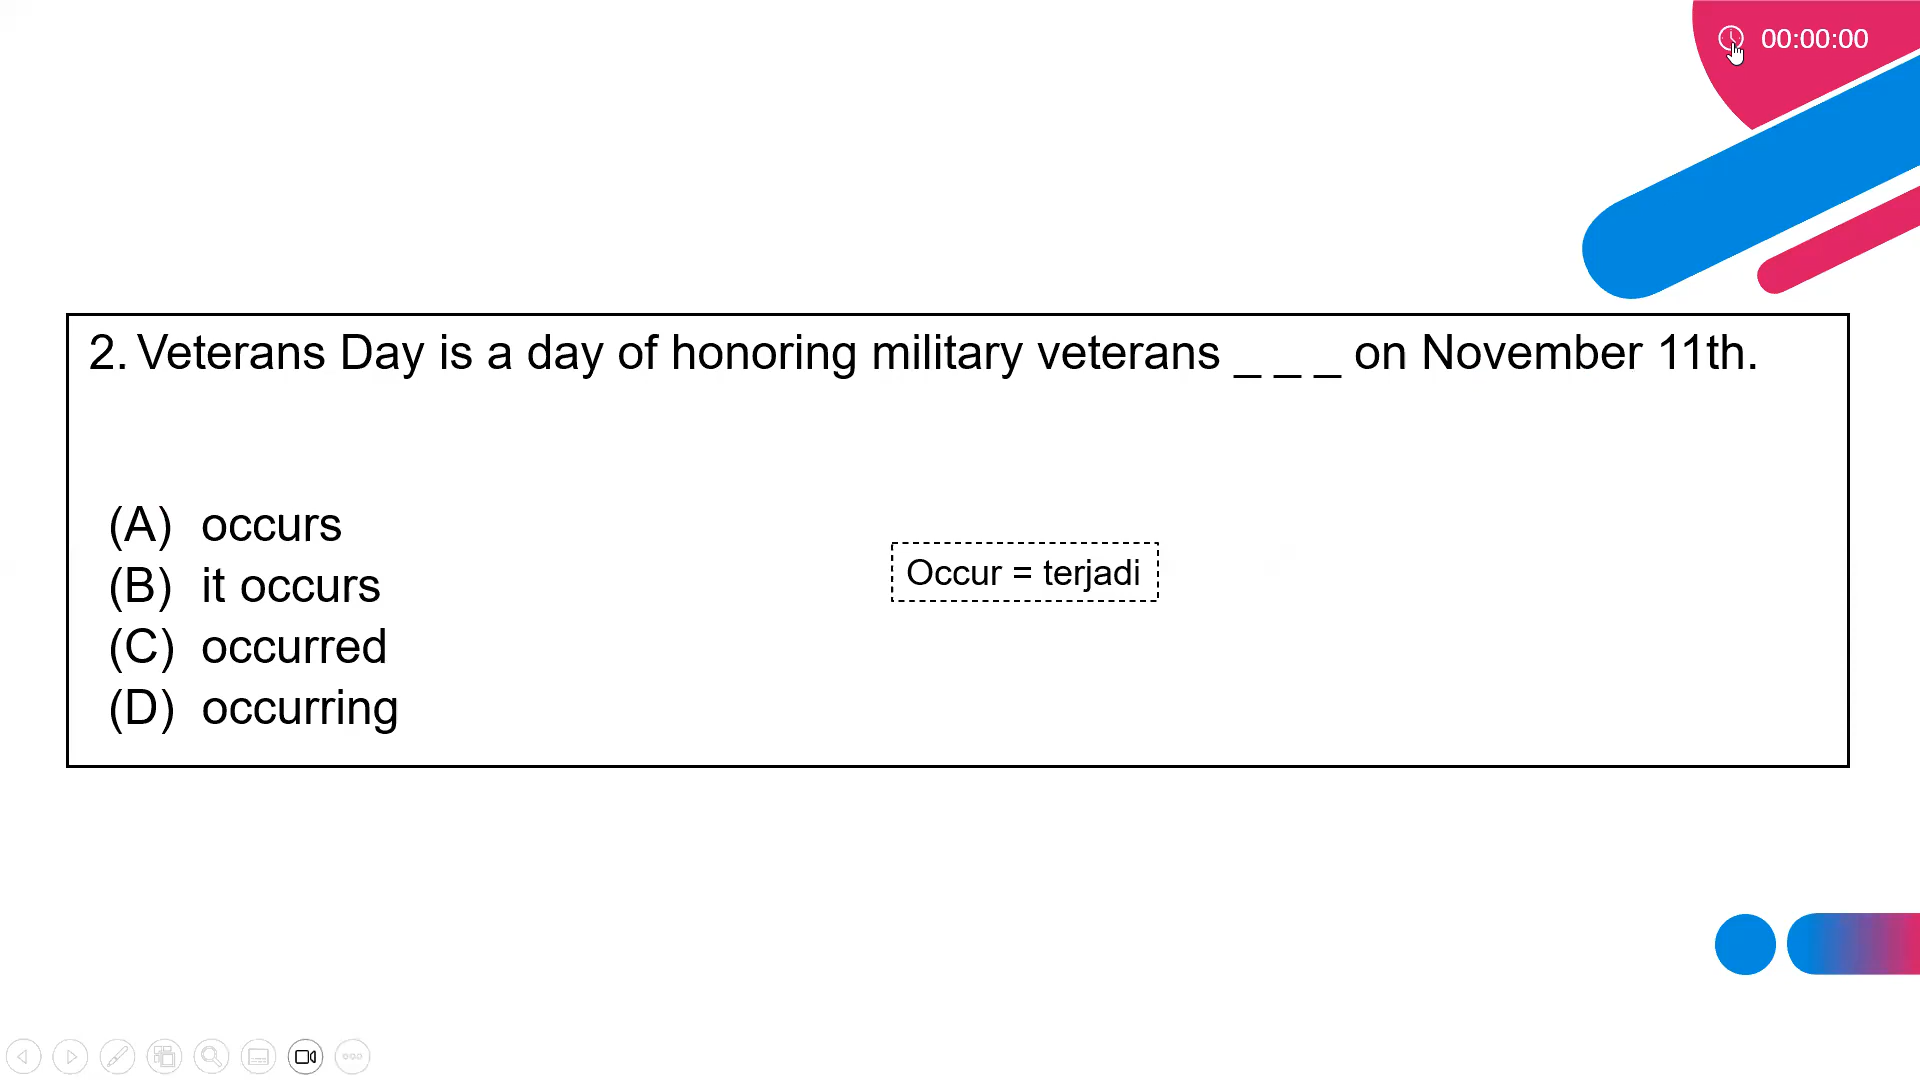 00:00:00
2. Veterans Day is a day of honoring military veterans _ _ _ on November 11th.
(A) occurs
(B) it occurs
(C) occurred
(D) occurring
Occur = terjadi